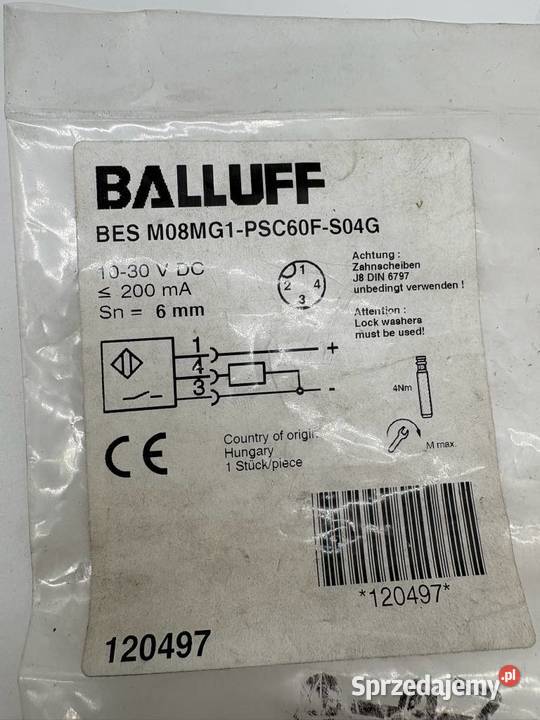 BALLUFF
BES M08MG1-PSC60F-S04G
10-30 V DC
≤ 200 mA
Sn = 6 mm
1
2 4
3
Achtung :
Zahnscheiben
J8 DIN 6797
unbedingt verwenden !
Attention :
Lock washers
must be used!
1 +
4
3 -
4Nm
M max.
CE
Country of origin:
Hungary
1 Stück/piece
*120497*
120497
Sprzedajemy.pl